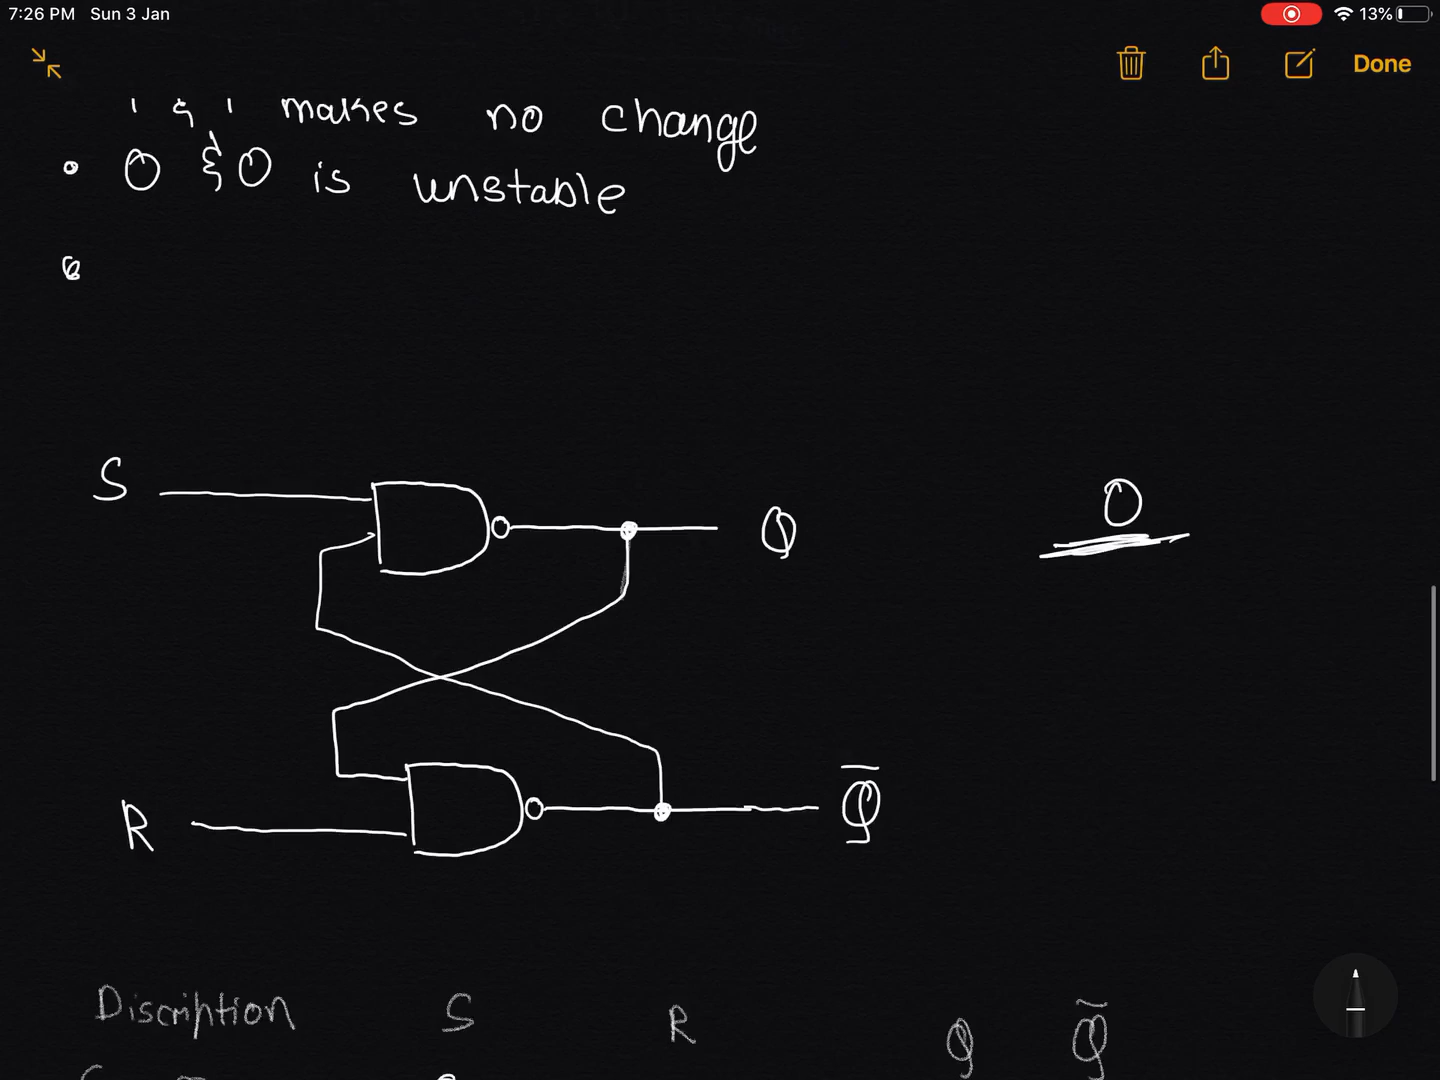 7:26 PM Sun 3 Jan 13%
Done
1 & 1 makes no change
0 & 0 is unstable
S
Q
0
R
Q̅
Discription S R Q Q̅